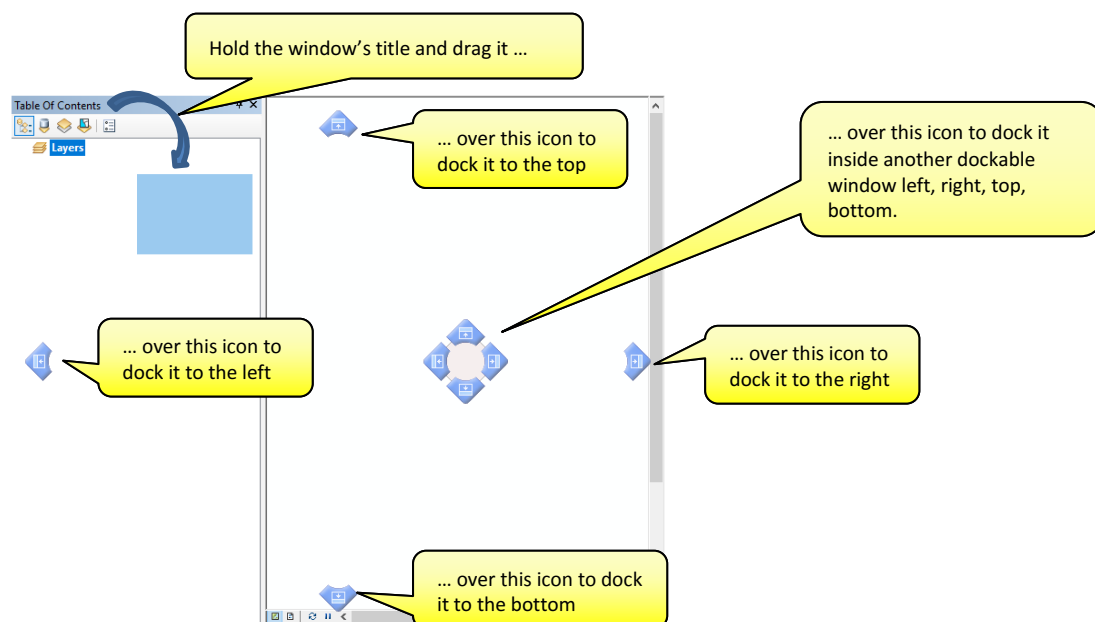 Hold the window’s title and drag it …
Table Of Contents
Layers
… over this icon to
dock it to the top
… over this icon to dock it
inside another dockable
window left, right, top,
bottom.
… over this icon to
dock it to the left
… over this icon to
dock it to the right
… over this icon to dock
it to the bottom